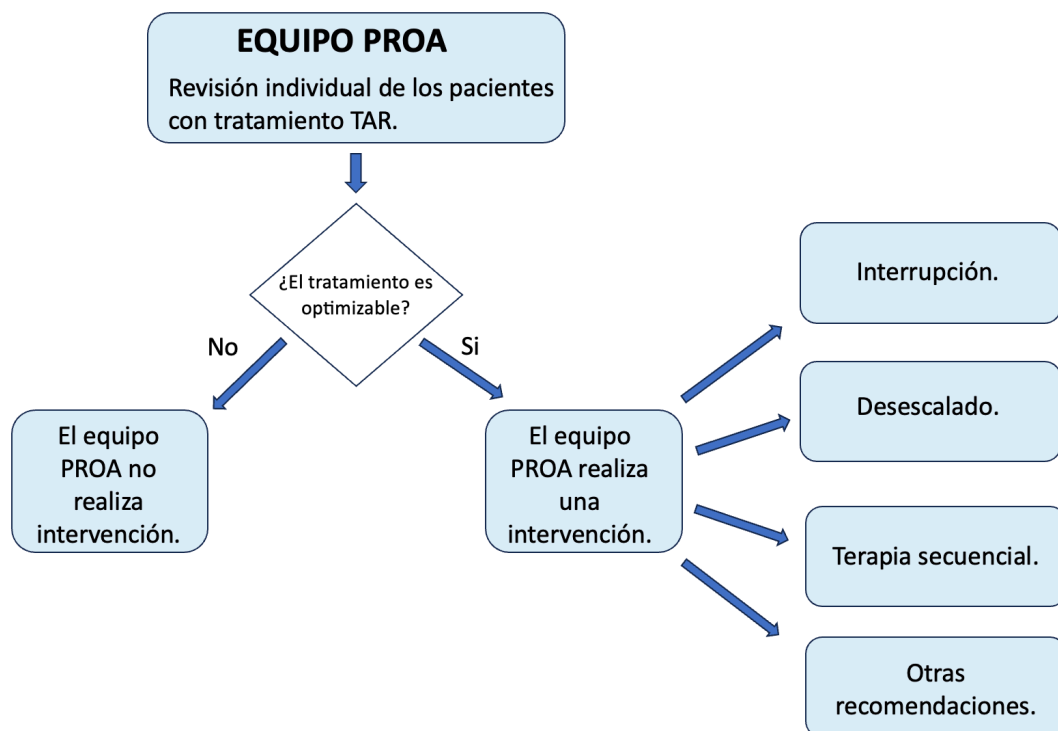 EQUIPO PROA
Revisión individual de los pacientes
con tratamiento TAR.
¿El tratamiento es
optimizable?
No
Si
El equipo
PROA no
realiza
intervención.
El equipo
PROA realiza
una
intervención.
Interrupción.
Desescalado.
Terapia secuencial.
Otras
recomendaciones.